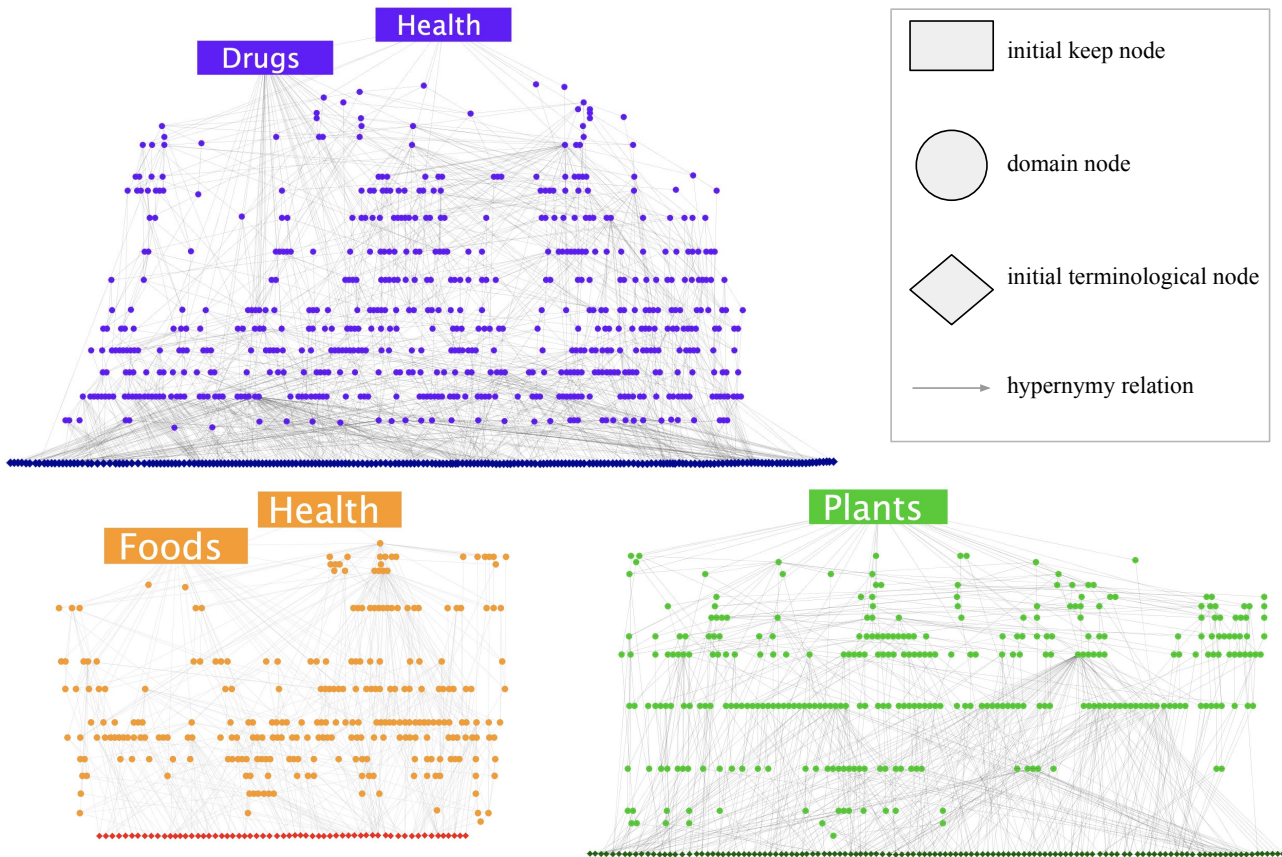 Health
Drugs
initial keep node
domain node
initial terminological node
hypernymy relation
Health
Foods
Plants